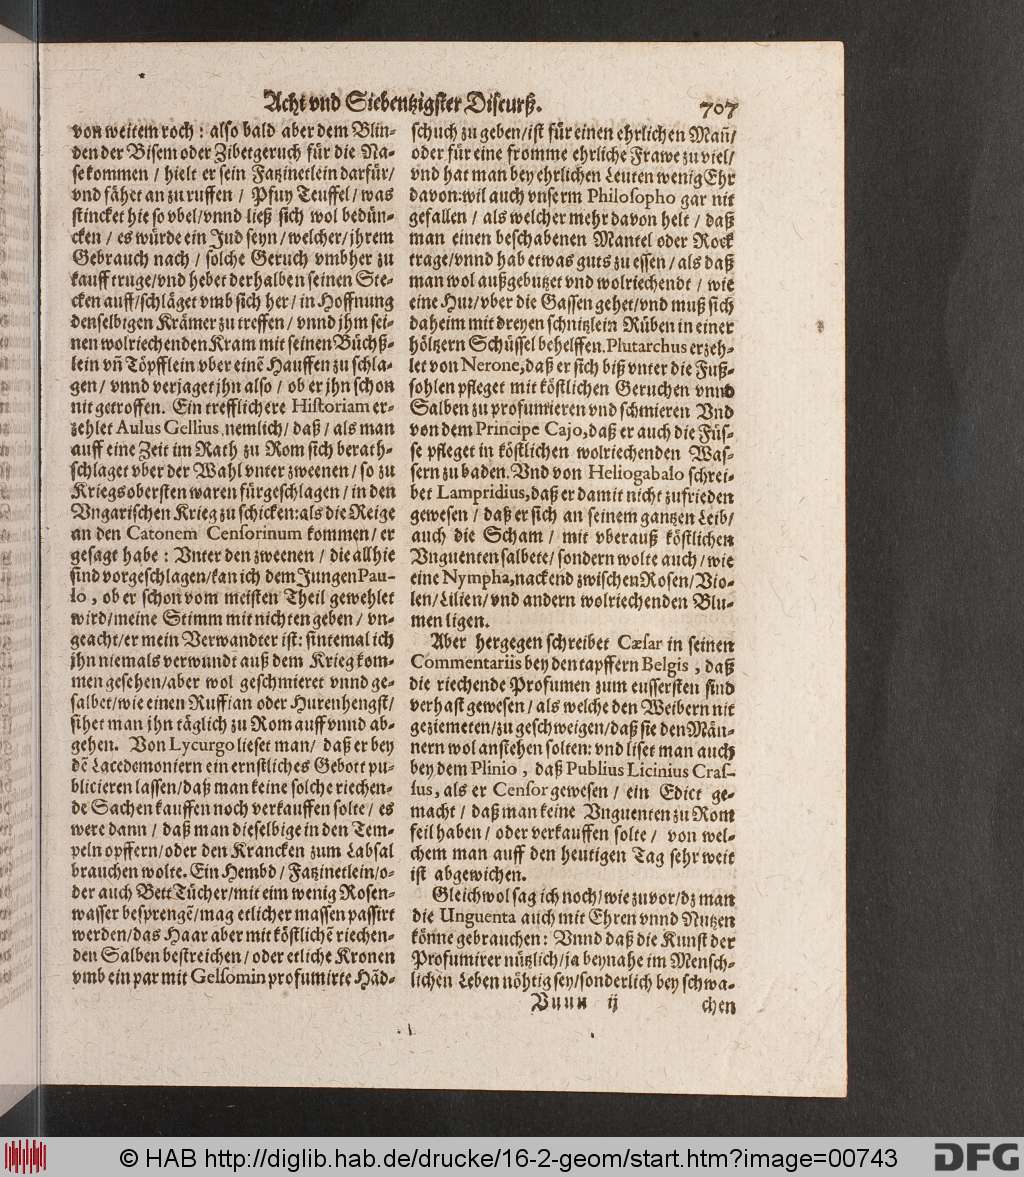 Acht vnd Siebentzigster Discurß.
707
von weitem roch : also bald aber dem Blin-
den der Bisem oder Zibetgeruch für die Na-
se kommen / hielt er sein Fatzinetlein darfür/
vnd fähet an zu ruffen / Pfuy Teuffel / was
stincket hie so vbel/vnnd ließ sich wol bedün-
cken / es würde ein Jud seyn / welcher/ jhrem
Gebrauch nach / solche Geruch vmbher zu
kauff truge/vnd hebet derhalben seinen Ste-
cken auff/schläget vmb sich her / in Hoffnung
denselbigen Krämer zu treffen / vnnd jhm sei-
nen wolriechenden Kram mit seinen Büchß-
lein vñ Töpfflein vber einẽ Hauffen zu schla-
gen / vnnd verjaget jhn also / ob er jhn schon
nit getroffen. Ein trefflichere Historiam er-
zehlet Aulus Gellius, nemlich/ daß / als man
auff eine Zeit im Rath zu Rom sich berath-
schlaget vber der Wahl vnter zweenen / so zu
Kriegsobersten waren fürgeschlagen / in den
Vngarischen Krieg zu schicken: als die Reige
an den Catonem Censorinum kommen / er
gesagt habe : Vnter den zweenen / die allhie
sind vorgeschlagen/kan ich dem Jungen Pau-
lo , ob er schon vom meisten Theil gewehlet
wird/meine Stimm mit nichten geben / vn-
geacht/er mein Verwandter ist: sintemal ich
jhn niemals verwundt auß dem Krieg kom-
men gesehen/aber wol geschmieret vnnd ge-
salbet/wie einen Ruffian oder Hurenhengst/
sihet man jhn täglich zu Rom auff vnnd ab-
gehen. Von Lycurgo lieset man/ daß er bey
dẽ Lacedemoniern ein ernstliches Gebott pu-
blicieren lassen/daß man keine solche riechen-
de Sachen kauffen noch verkauffen solte / es
were dann / daß man dieselbige in den Tem-
peln opffern/oder den Krancken zum Labsal
brauchen wolte. Ein Hembd / Fatzinetlein/o-
der auch Bett Tücher/mit eim wenig Rosen-
wasser besprengẽ/mag etlicher massen passirt
werden/das Haar aber mit köstlichẽ riechen-
den Salben bestreichen / oder etliche Kronen
vmb ein par mit Gelsomin profumirte Häd-
schuch zu geben/ist für einen ehrlichen Mañ/
oder für eine fromme ehrliche Frawe zu viel/
vnd hat man bey ehrlichen Leuten wenig Ehr
davon: wil auch vnserm Philosopho gar nit
gefallen / als welcher mehr davon helt / daß
man einen beschabenen Mantel oder Rock
trage/vnnd hab etwas guts zu essen / als daß
man wol außgebutzet vnd wolriechendt / wie
eine Hur/vber die Gassen gehet/vnd muß sich
daheim mit dreyen schnitzlein Rüben in einer
höltzern Schüssel behelffen. Plutarchus erzeh-
let von Nerone, daß er sich biß vnter die Fuß-
sohlen pfleget mit köstlichen Geruchen vnnd
Salben zu profumieren vnd schmieren Vnd
von dem Principe Cajo, daß er auch die Füs-
se pfleget in köstlichen wolriechenden Was-
sern zu baden. Vnd von Heliogabalo schrei-
bet Lampridius, daß er damit nicht zufrieden
gewesen / daß er sich an seinem gantzen Leib/
auch die Scham / mit vberauß köstlichen
Vnguenten salbete/ sondern wolte auch / wie
eine Nympha, nackend zwischen Rosen/ Vio-
len/Lilien/ vnd andern wolriechenden Blu-
men ligen.
Aber hergegen schreibet Cæsar in seinen
Commentariis bey den tapffern Belgis , daß
die riechende Profumen zum eussersten sind
verhast gewesen / als welche den Weibern nit
geziemeten/zu geschweigen/daß sie den Män-
nern wol anstehen solten: vnd liset man auch
bey dem Plinio , daß Publius Licinius Cras-
sus, als er Censor gewesen / ein Edict ge-
macht / daß man keine Vnguenten zu Rom
feil haben / oder verkauffen solte / von wel-
chem man auff den heutigen Tag sehr weit
ist abgewichen.
Gleichwol sag ich noch/wie zuvor/dz man
die Unguenta auch mit Ehren vnnd Nutzen
könne gebrauchen: Vnnd daß die Kunst der
Profumirer nützlich/ja beynahe im Mensch-
lichen Leben nöhtig sey/sonderlich bey schwa-
Vuuu ij
chen
© HAB http://diglib.hab.de/drucke/16-2-geom/start.htm?image=00743
DFG